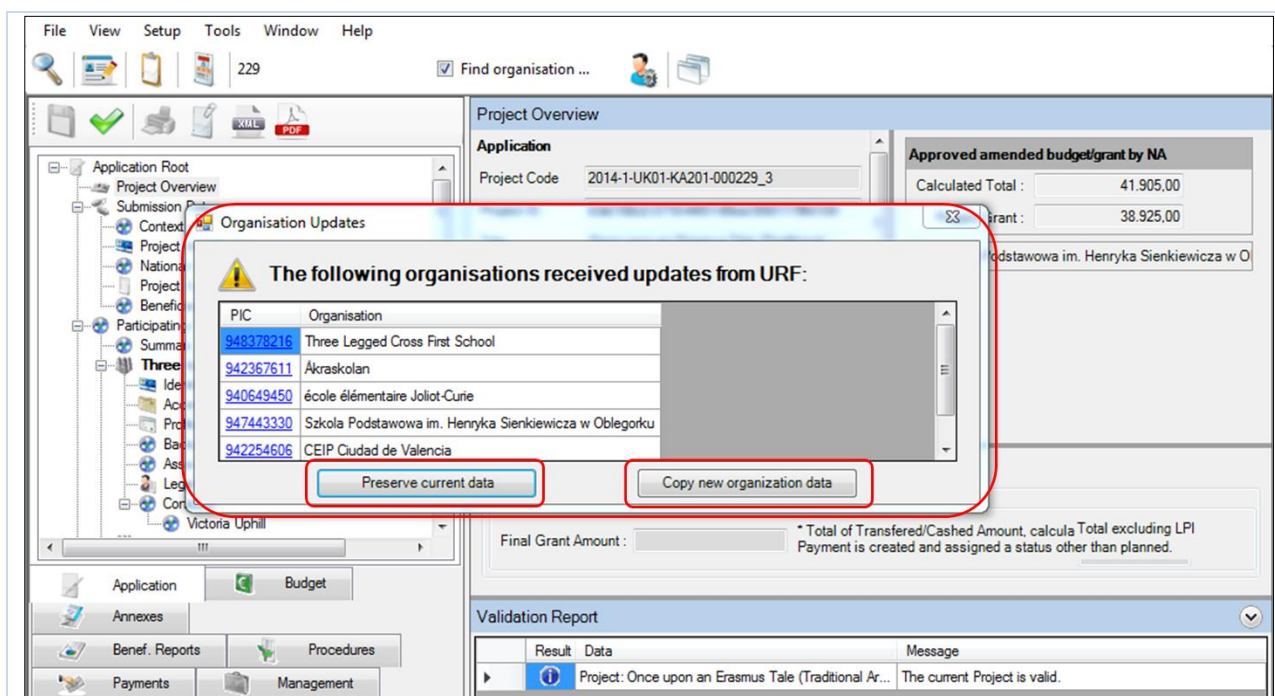 File View Setup Tools Window Help
229 Find organisation ...
XML PDF
Application Root
Project Overview
Submission
Context
Project
Nationa
Project
Benefic
Participating
Summa
Three
Ide
Acc
Prof
Bac
Ass
Leg
Con
Victoria Uphill
Application Budget
Annexes
Benef. Reports Procedures
Payments Management
Project Overview
Application
Project Code 2014-1-UK01-KA201-000229_3
Approved amended budget/grant by NA
Calculated Total : 41.905,00
Grant : 38.925,00
odstawowa im. Henryka Sienkiewicza w Ol
Organisation Updates
The following organisations received updates from URF:
PIC Organisation
948378216 Three Legged Cross First School
942367611 Åkraskolan
940649450 école élémentaire Joliot-Curie
947443330 Szkola Podstawowa im. Henryka Sienkiewicza w Oblegorku
942254606 CEIP Ciudad de Valencia
Preserve current data Copy new organization data
Final Grant Amount :
* Total of Transfered/Cashed Amount, calcula Total excluding LPI
Payment is created and assigned a status other than planned.
Validation Report
Result Data Message
Project: Once upon an Erasmus Tale (Traditional Ar... The current Project is valid.